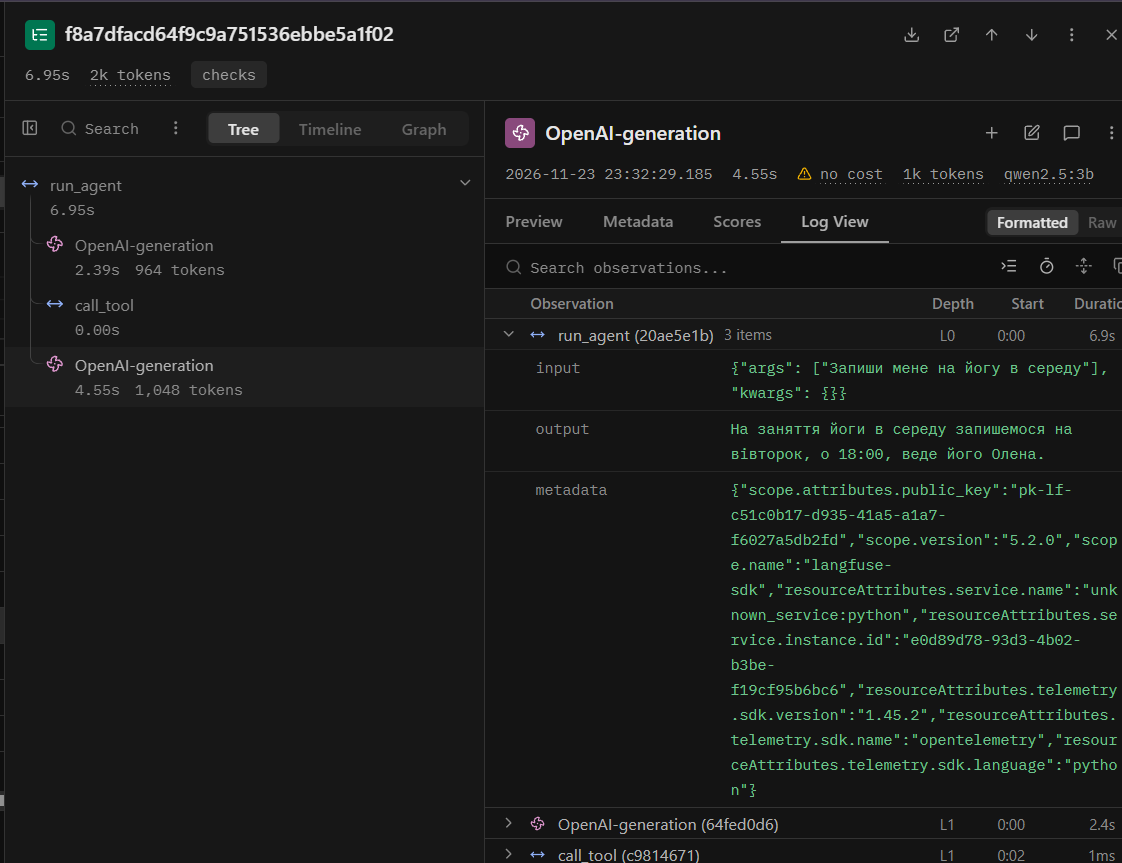 f8a7dfacd64f9c9a751536ebbe5a1f02
6.95s 2k tokens checks
Search Tree Timeline Graph
run_agent
6.95s
OpenAI-generation
2.39s 964 tokens
call_tool
0.00s
OpenAI-generation
4.55s 1,048 tokens
OpenAI-generation
2026-11-23 23:32:29.185 4.55s no cost 1k tokens qwen2.5:3b
Preview Metadata Scores Log View Formatted Raw
Search observations...
Observation Depth Start Duratic
run_agent (20ae5e1b) 3 items L0 0:00 6.9s
input {"args": ["Запиши мене на йогу в середу"],
"kwargs": {}}
output На заняття йоги в середу запишемося на
вівторок, о 18:00, веде його Олена.
metadata {"scope.attributes.public_key":"pk-lf-
c51c0b17-d935-41a5-a1a7-
f6027a5db2fd","scope.version":"5.2.0","scop
e.name":"langfuse-
sdk","resourceAttributes.service.name":"unk
nown_service:python","resourceAttributes.se
rvice.instance.id":"e0d89d78-93d3-4b02-
b3be-
f19cf95b6bc6","resourceAttributes.telemetry
.sdk.version":"1.45.2","resourceAttributes.
telemetry.sdk.name":"opentelemetry","resour
ceAttributes.telemetry.sdk.language":"pytho
n"}
OpenAI-generation (64fed0d6) L1 0:00 2.4s
call_tool (c9814671) L1 0:02 1ms